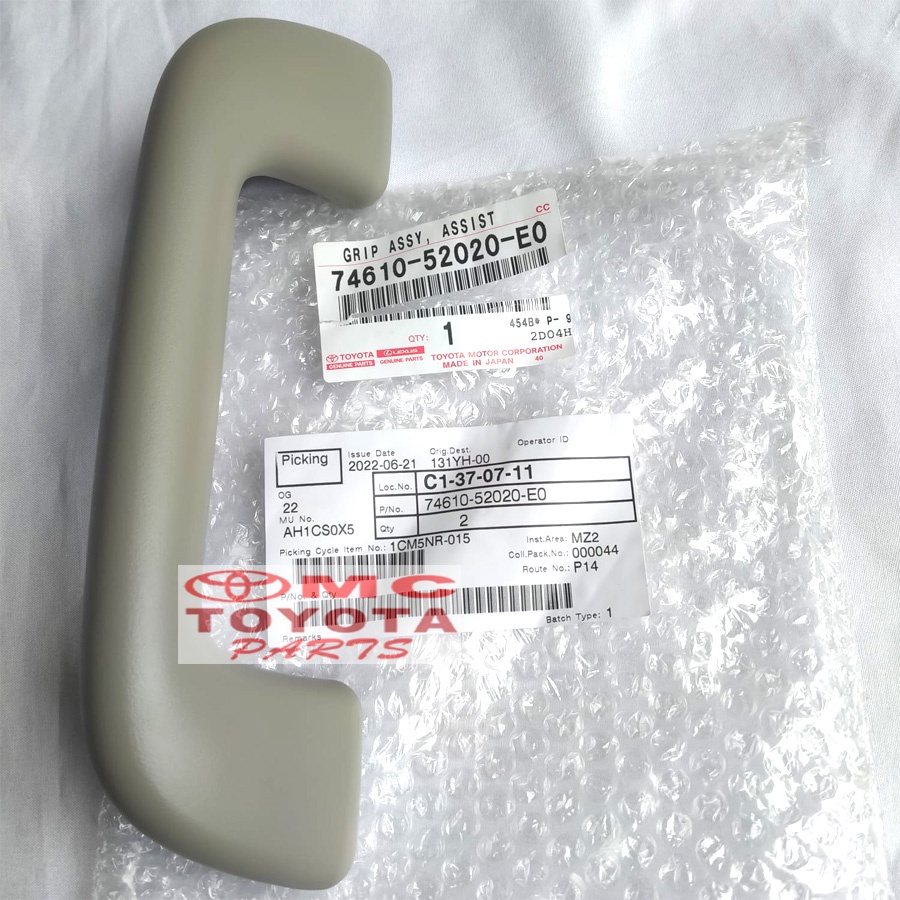 CC
GRIP ASSY, ASSIST
74610-52020-E0
454B* P- 9
QTY: 1
2D04H
TOYOTA
GENUINE PARTS
LEXUS
GENUINE PARTS
TOYOTA MOTOR CORPORATION
MADE IN JAPAN 40
Picking
Issue Date Orig.Dest. Operator ID
2022-06-21 131YH-00
Loc.No. C1-37-07-11
OG
22
P/No. 74610-52020-E0
MU No.
AH1CS0X5
Qty 2
Picking Cycle Item No.: 1CM5NR-015
Inst.Area: MZ2
Coll.Pack.No.: 000044
Route No.: P14
P/No. & Qty
Batch Type: 1
Remarks
OMC
TOYOTA
PARTS